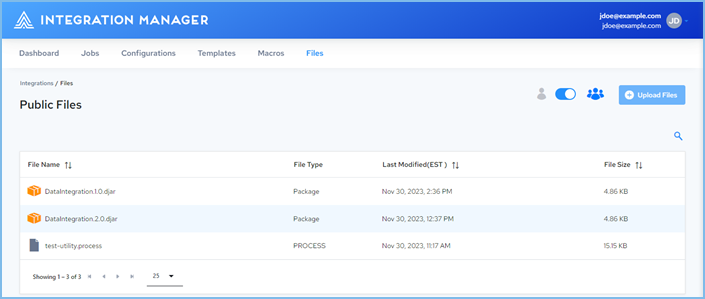 INTEGRATION MANAGER
jdoe@example.com
jdoe@example.com
JD
Dashboard Jobs Configurations Templates Macros Files
Integrations / Files
Public Files
Upload Files
File Name File Type Last Modified(EST ) File Size
DataIntegration.1.0.djar Package Nov 30, 2023, 2:36 PM 4.86 KB
DataIntegration.2.0.djar Package Nov 30, 2023, 12:37 PM 4.86 KB
test-utility.process PROCESS Nov 30, 2023, 11:17 AM 15.15 KB
Showing 1 – 3 of 3 25